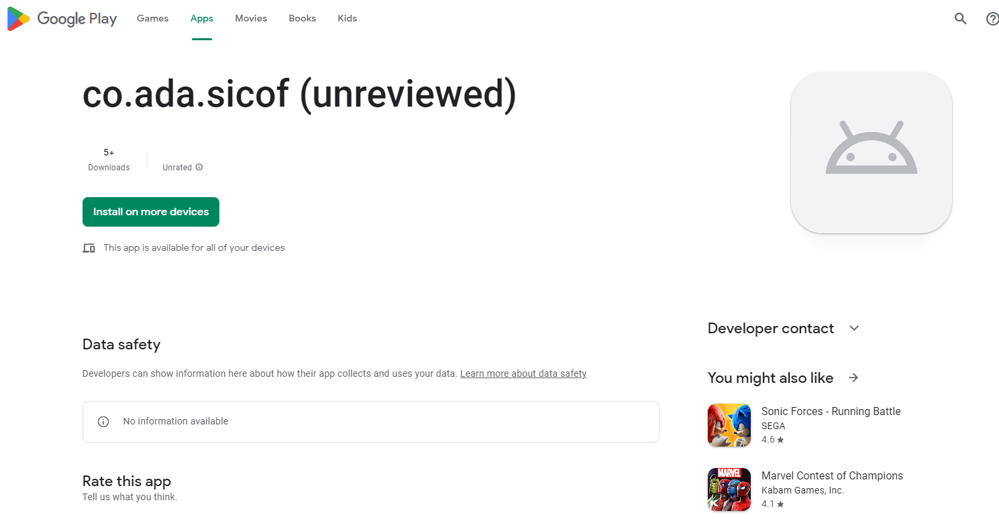 Google Play Games Apps Movies Books Kids
co.ada.sicof (unreviewed)
5+
Downloads
Unrated
Install on more devices
This app is available for all of your devices
Data safety
Developers can show information here about how their app collects and uses your data. Learn more about data safety
No information available
Rate this app
Tell us what you think.
Developer contact
You might also like
Sonic Forces - Running Battle
SEGA
4.6
MARVEL
Marvel Contest of Champions
Kabam Games, Inc.
4.1